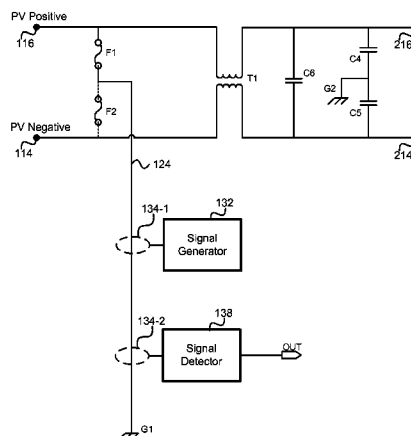 PV Positive
116
F1
F2
T1
C6
C4
G2
C5
216
PV Negative
114
124
214
134-1
132
Signal
Generator
134-2
138
Signal
Detector
OUT
G1